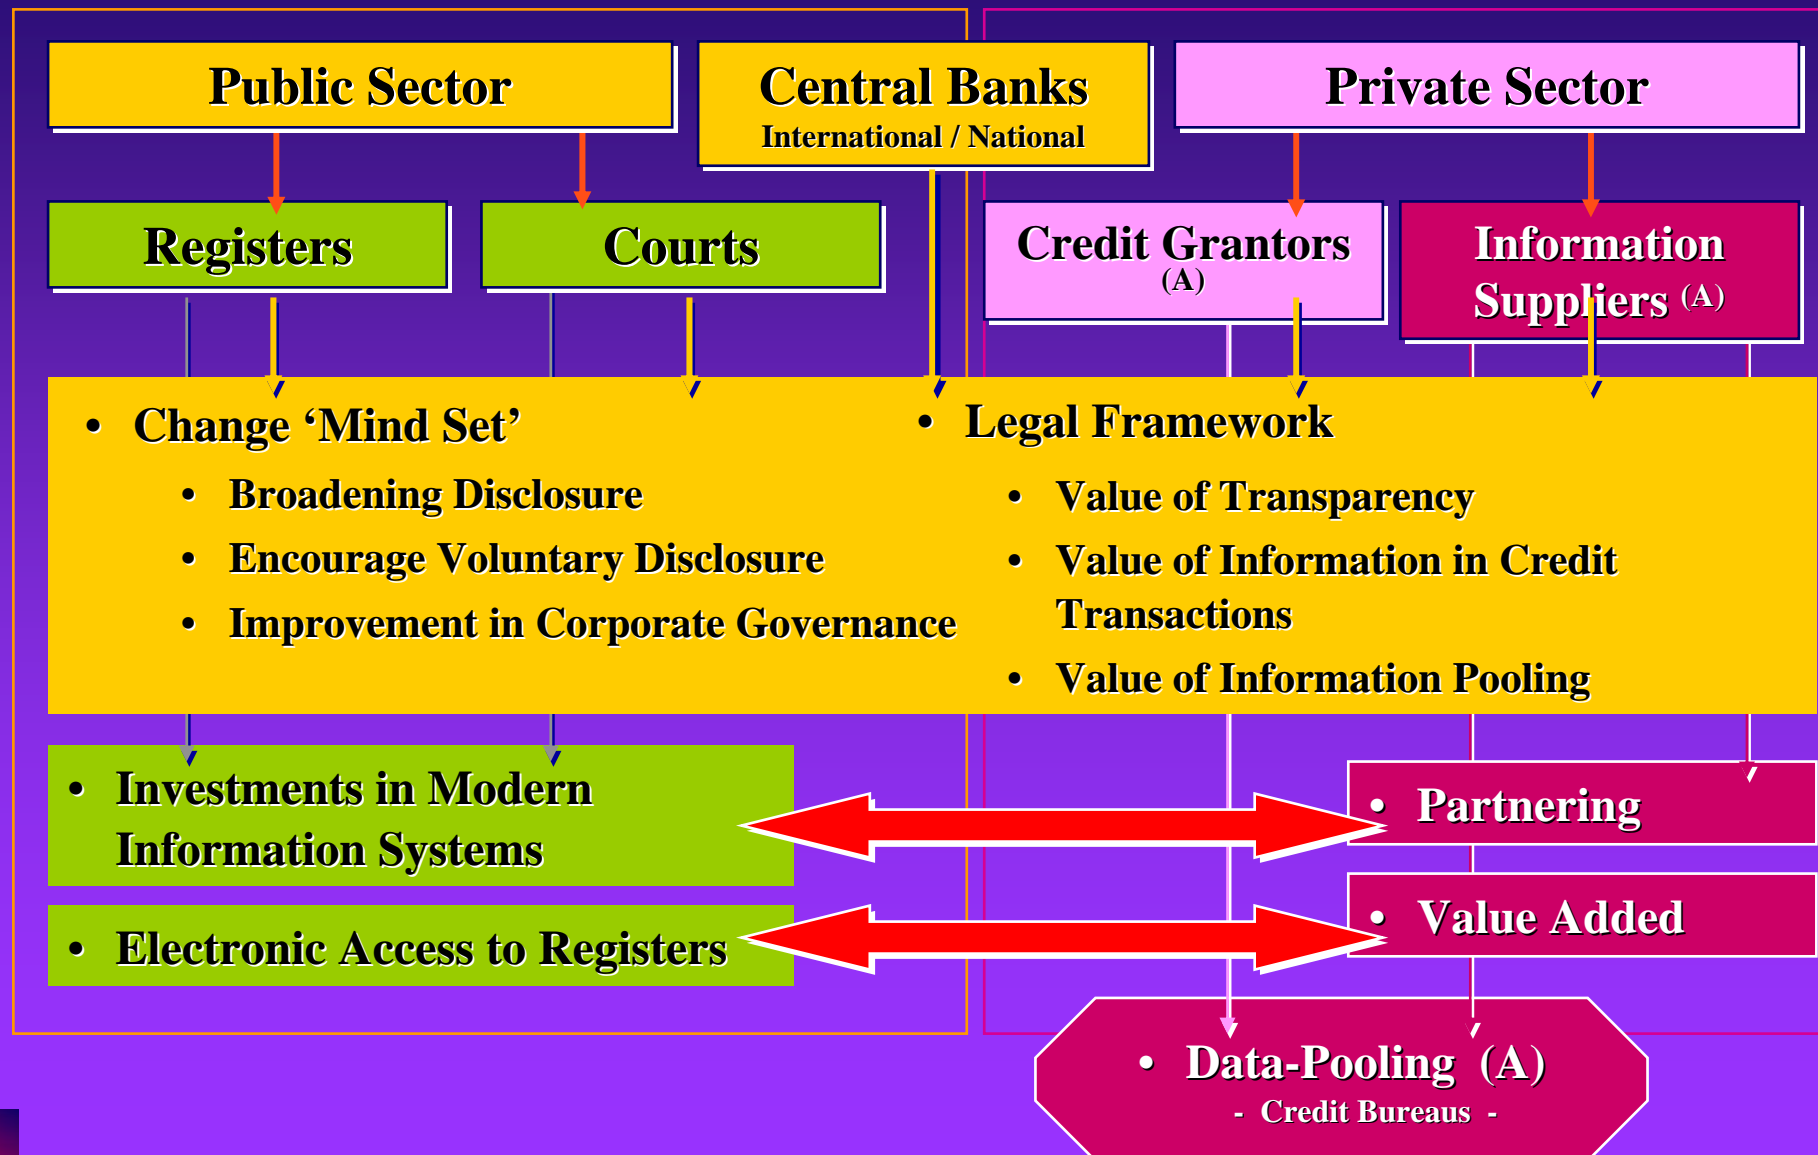 Public Sector
Central Banks
International / National
Private Sector
Registers
Courts
Credit Grantors
(A)
Information
Suppliers (A)
• Change ‘Mind Set’
• Broadening Disclosure
• Encourage Voluntary Disclosure
• Improvement in Corporate Governance
• Legal Framework
• Value of Transparency
• Value of Information in Credit
Transactions
• Value of Information Pooling
• Investments in Modern
Information Systems
• Electronic Access to Registers
• Partnering
• Value Added
• Data-Pooling (A)
- Credit Bureaus -